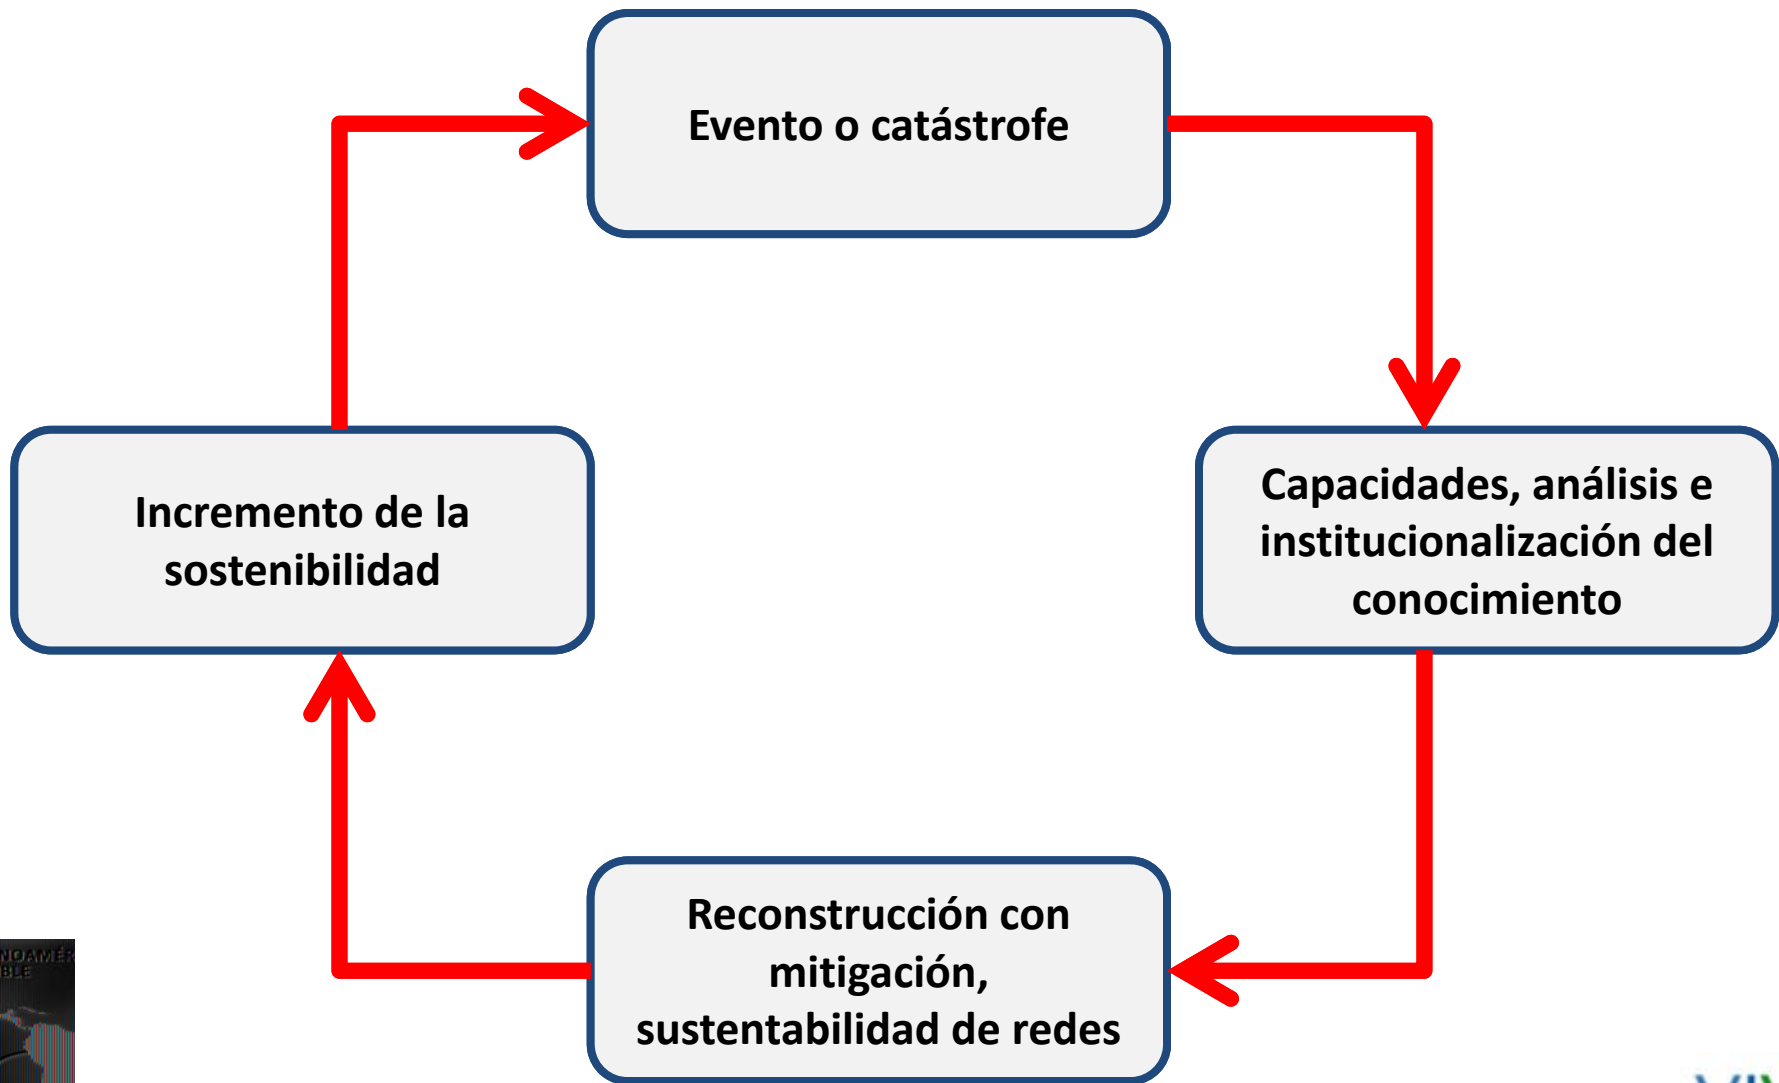 Evento o catástrofe
Incremento de la
sostenibilidad
Capacidades, análisis e
institucionalización del
conocimiento
Reconstrucción con
mitigación,
sustentabilidad de redes